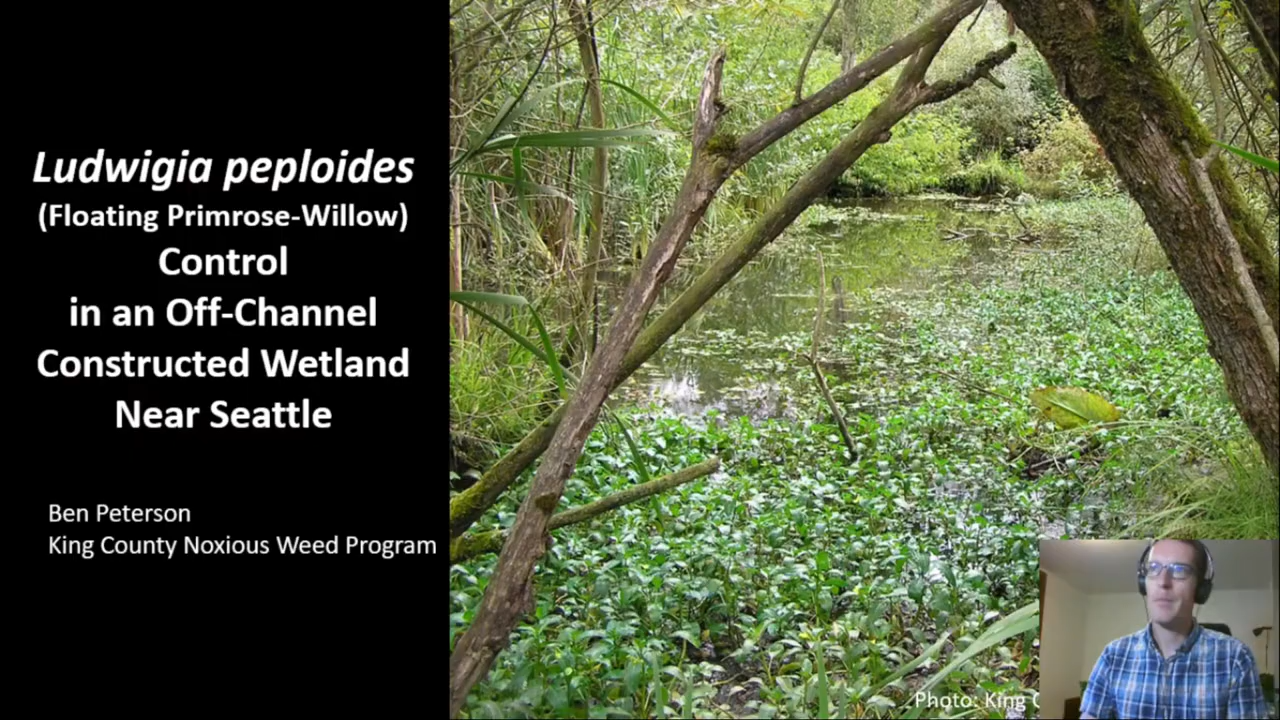 Ludwigia peploides
(Floating Primrose-Willow)
Control
in an Off-Channel
Constructed Wetland
Near Seattle
Ben Peterson
King County Noxious Weed Program
Photo: King